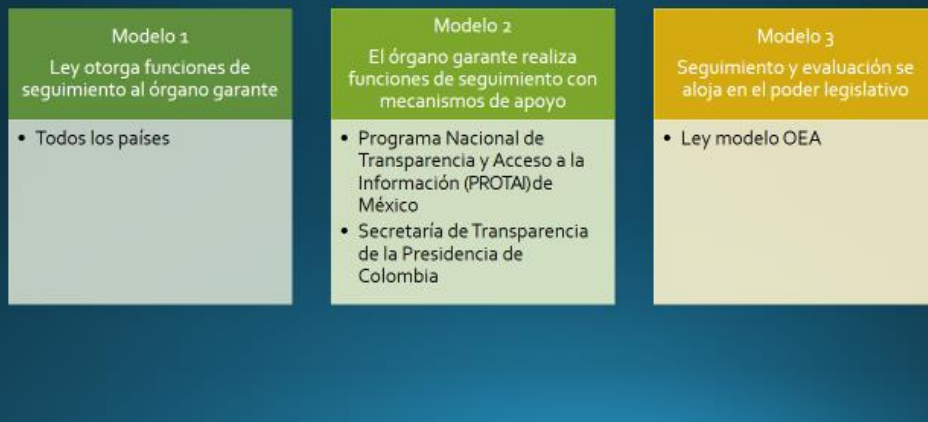 Modelo 1
Ley otorga funciones de
seguimiento al órgano garante
• Todos los países
Modelo 2
El órgano garante realiza
funciones de seguimiento con
mecanismos de apoyo
• Programa Nacional de
Transparencia y Acceso a la
Información (PROTAI) de
México
• Secretaría de Transparencia
de la Presidencia de
Colombia
Modelo 3
Seguimiento y evaluación se
aloja en el poder legislativo
• Ley modelo OEA